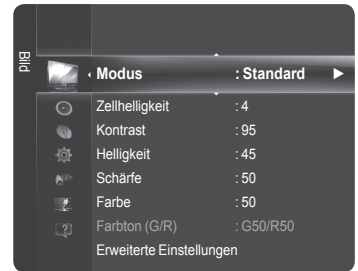 Bild
Modus : Standard
Zellhelligkeit : 4
Kontrast : 95
Helligkeit : 45
Schärfe : 50
Farbe : 50
Farbton (G/R) : G50/R50
Erweiterte Einstellungen